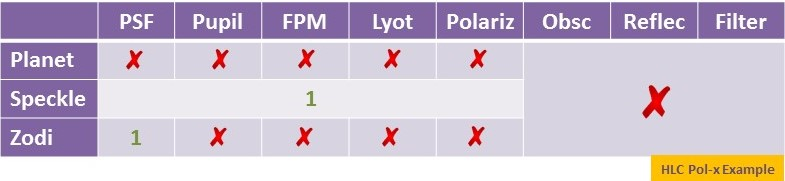 PSF Pupil FPM Lyot Polariz Obsc Reflec Filter
Planet ✗ ✗ ✗ ✗ ✗
Speckle 1 ✗
Zodi 1 ✗ ✗ ✗ ✗
HLC Pol-x Example